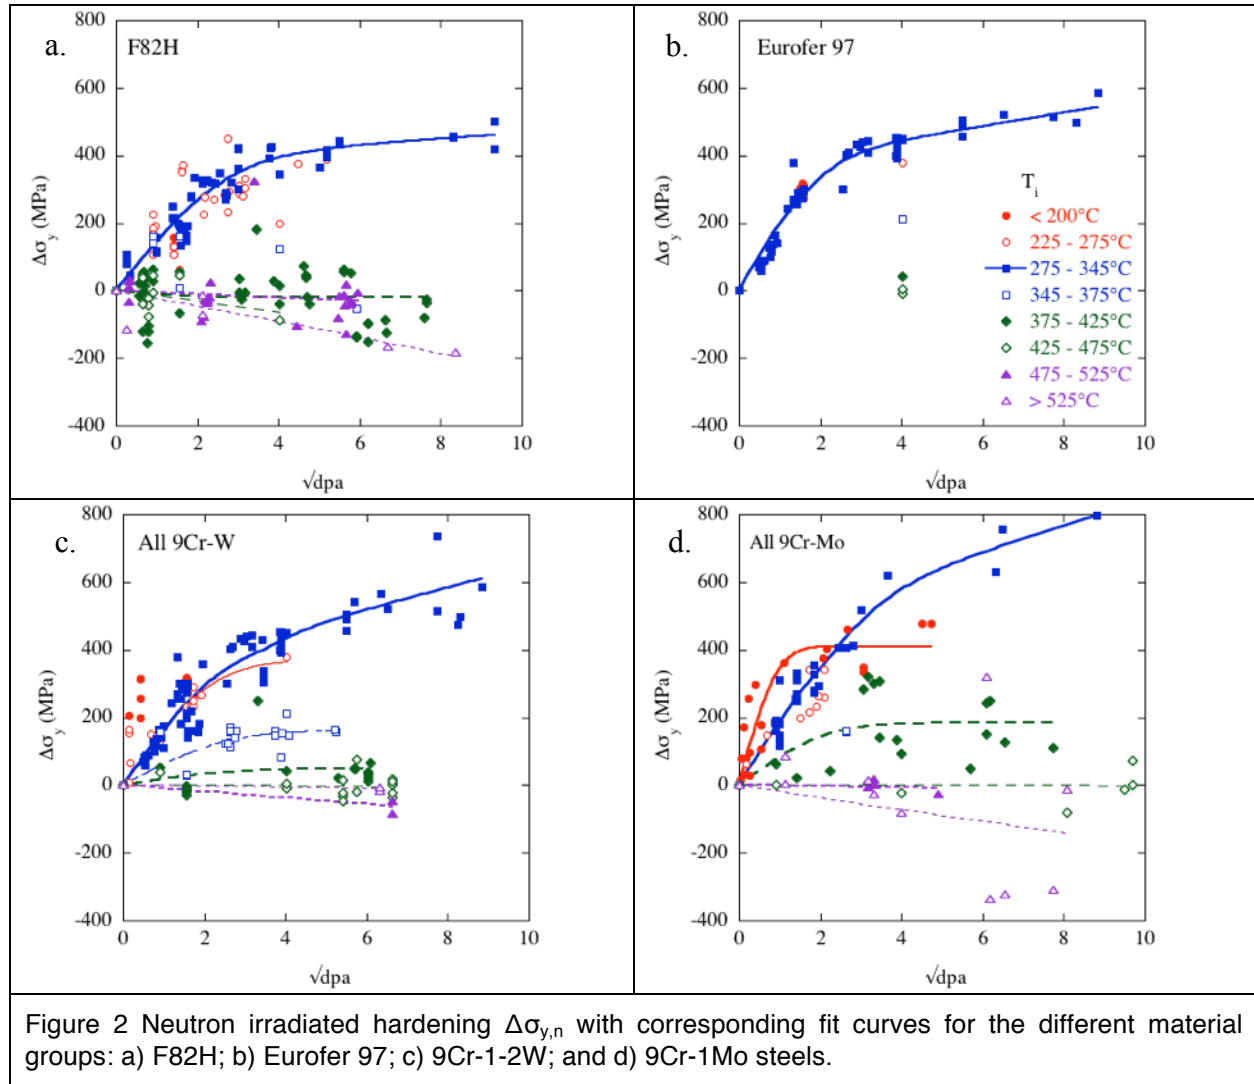 a.
F82H
800
600
400
200
0
-200
-400
Δσy (MPa)
0 2 4 6 8 10
√dpa
b.
Eurofer 97
800
600
400
200
0
-200
-400
Δσy (MPa)
Ti
< 200°C
225 - 275°C
275 - 345°C
345 - 375°C
375 - 425°C
425 - 475°C
475 - 525°C
> 525°C
0 2 4 6 8 10
√dpa
c.
All 9Cr-W
800
600
400
200
0
-200
-400
Δσy (MPa)
0 2 4 6 8 10
√dpa
d.
All 9Cr-Mo
800
600
400
200
0
-200
-400
Δσy (MPa)
0 2 4 6 8 10
√dpa
Figure 2 Neutron irradiated hardening Δσy,n with corresponding fit curves for the different material
groups: a) F82H; b) Eurofer 97; c) 9Cr-1-2W; and d) 9Cr-1Mo steels.